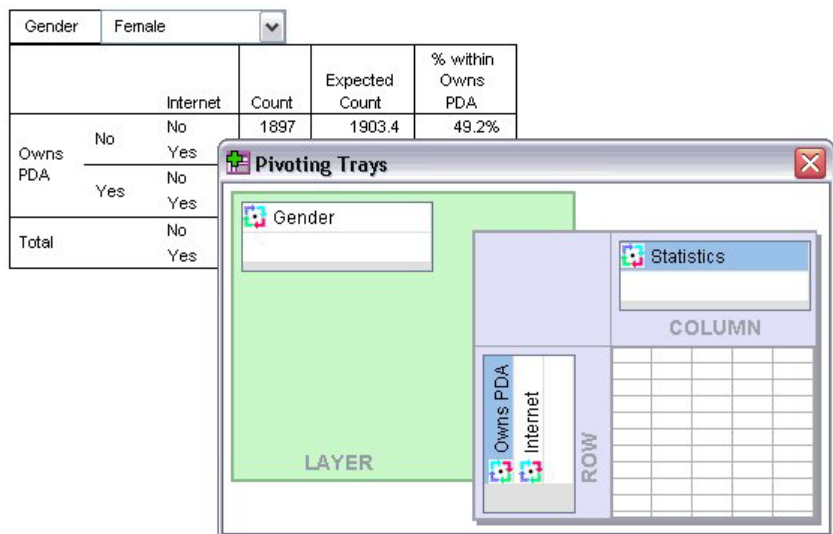 Gender Female
% within
Expected Owns
Internet Count Count PDA
Owns PDA No No 1897 1903.4 49.2%
Yes
Yes No
Yes
Total No
Yes
Pivoting Trays
Gender
Statistics
COLUMN
Owns PDA
Internet
ROW
LAYER